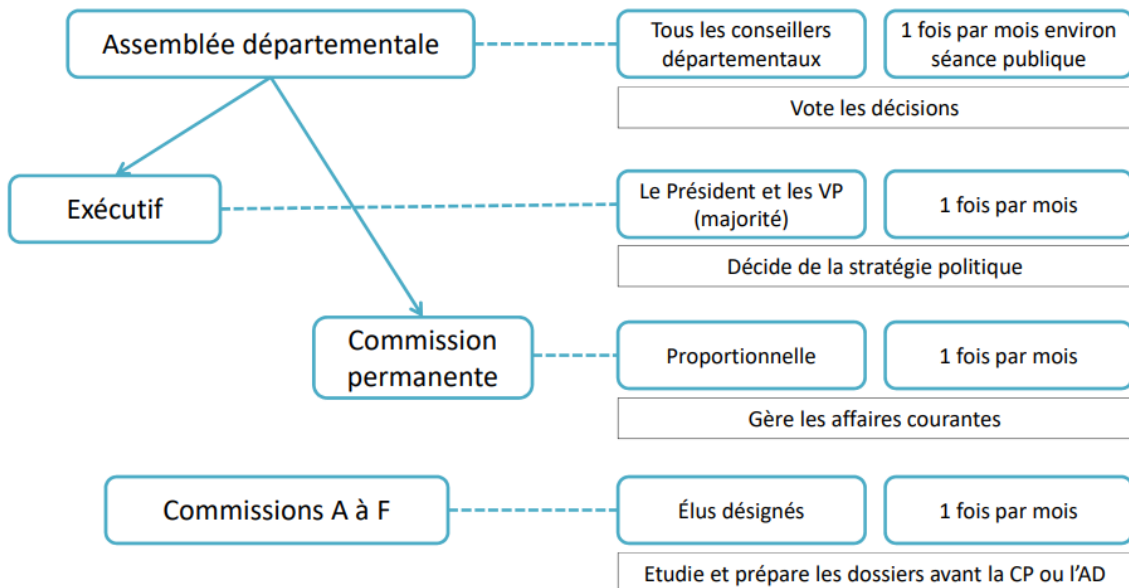 Assemblée départementale
Tous les conseillers
départementaux
1 fois par mois environ
séance publique
Vote les décisions
Exécutif
Le Président et les VP
(majorité)
1 fois par mois
Décide de la stratégie politique
Commission
permanente
Proportionnelle
1 fois par mois
Gère les affaires courantes
Commissions A à F
Élus désignés
1 fois par mois
Etudie et prépare les dossiers avant la CP ou l’AD